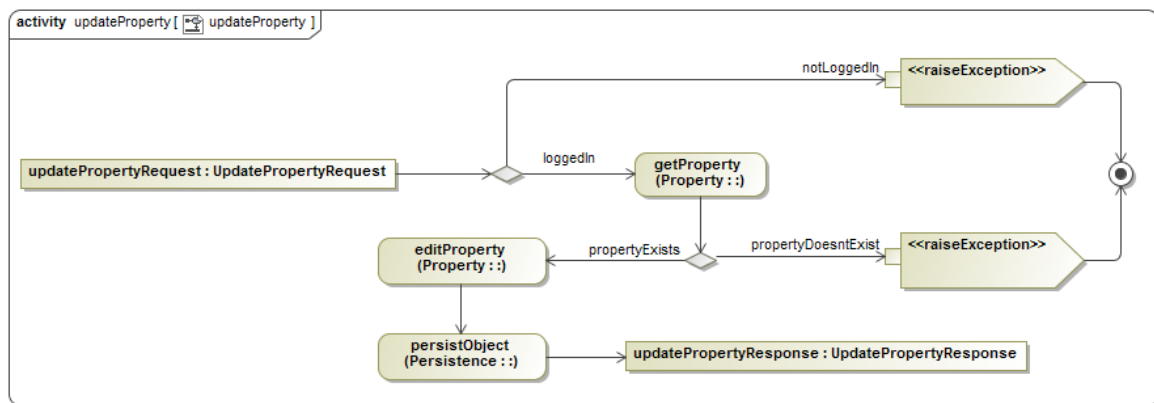 activity updateProperty [ updateProperty ]
notLoggedIn
<<raiseException>>
updatePropertyRequest : UpdatePropertyRequest
loggedIn
getProperty
(Property : :)
editProperty
(Property : :)
propertyExists
propertyDoesntExist
<<raiseException>>
persistObject
(Persistence : :)
updatePropertyResponse : UpdatePropertyResponse